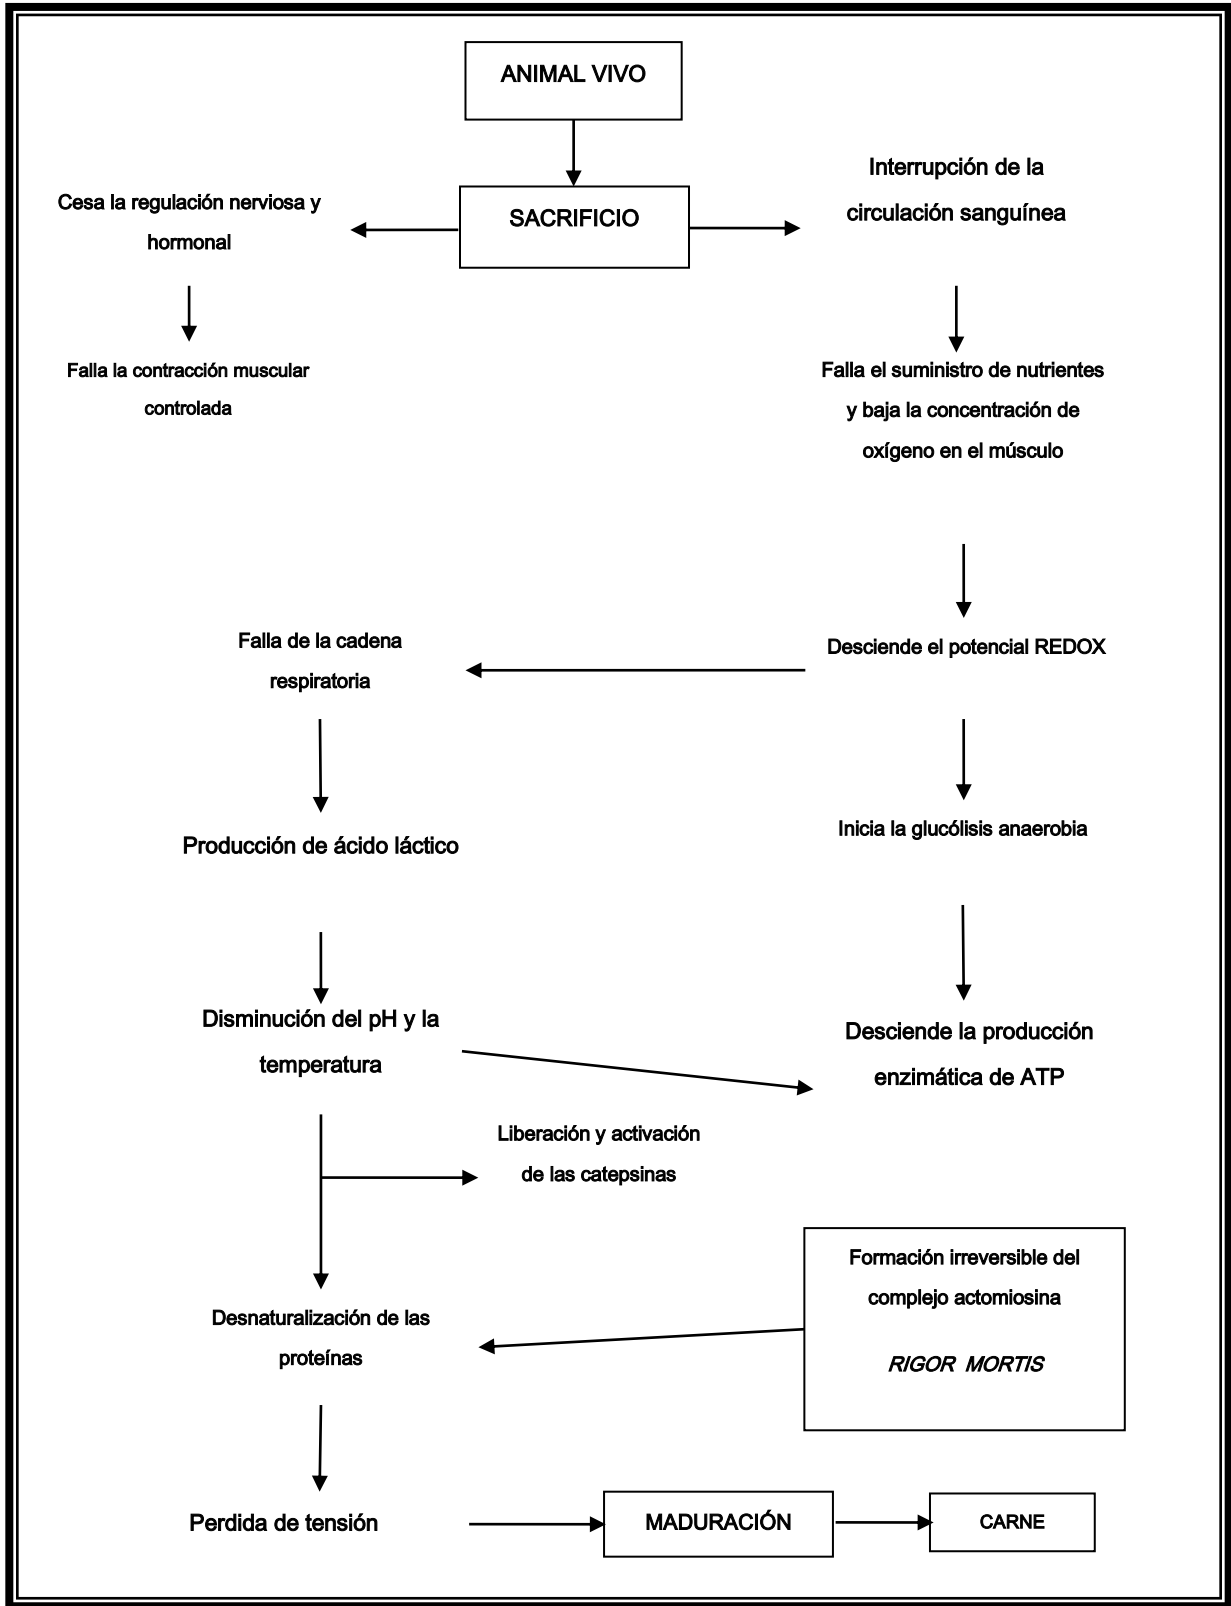 ANIMAL VIVO
Interrupción de la
circulación sanguínea
Cesa la regulación nerviosa y
hormonal
SACRIFICIO
Falla la contracción muscular
controlada
Falla el suministro de nutrientes
y baja la concentración de
oxígeno en el músculo
Falla de la cadena
respiratoria
Desciende el potencial REDOX
Producción de ácido láctico
Inicia la glucólisis anaerobia
Disminución del pH y la
temperatura
Desciende la producción
enzimática de ATP
Liberación y activación
de las catepsinas
Formación irreversible del
complejo actomiosina
RIGOR MORTIS
Desnaturalización de las
proteínas
Perdida de tensión
MADURACIÓN
CARNE